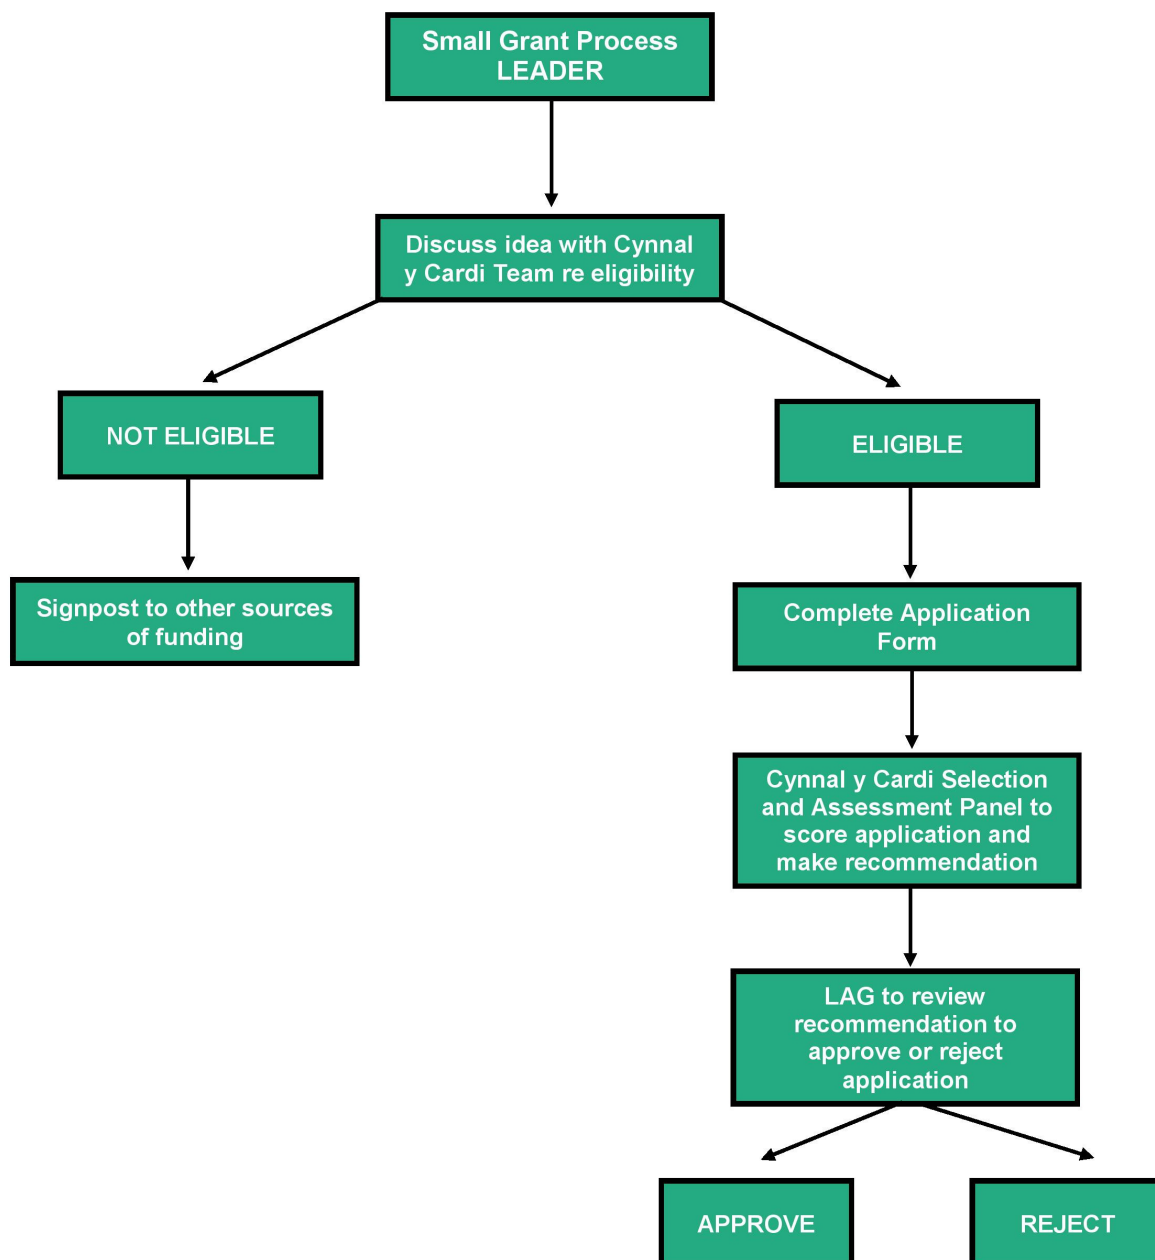 Small Grant Process
LEADER
Discuss idea with Cynnal
y Cardi Team re eligibility
NOT ELIGIBLE
ELIGIBLE
Signpost to other sources
of funding
Complete Application
Form
Cynnal y Cardi Selection
and Assessment Panel to
score application and
make recommendation
LAG to review
recommendation to
approve or reject
application
APPROVE
REJECT